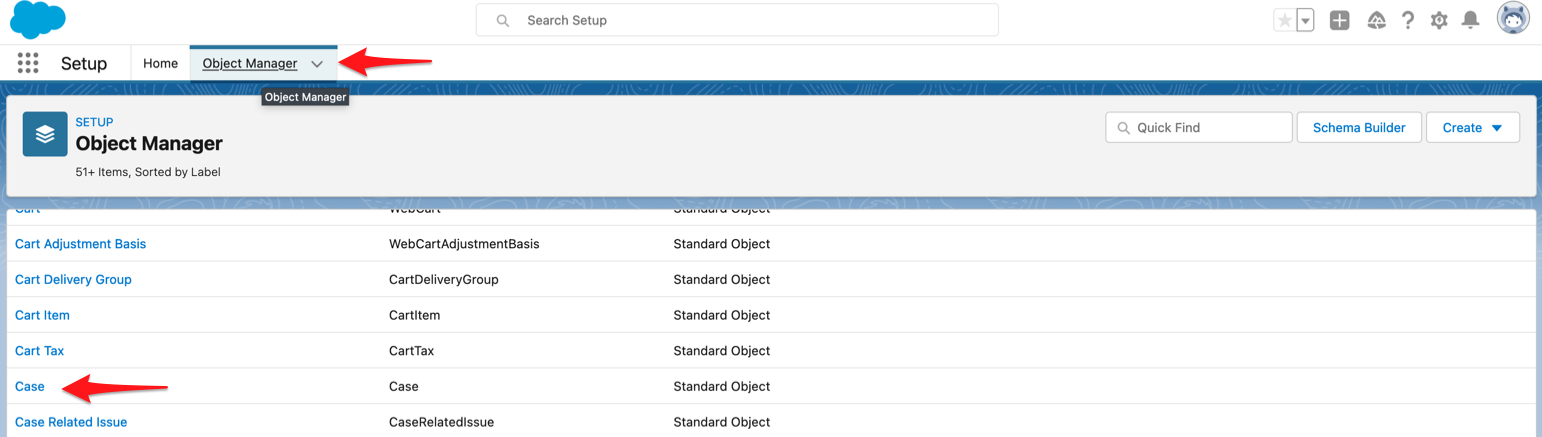 Search Setup
Setup Home Object Manager
Object Manager
SETUP
Object Manager
51+ Items, Sorted by Label
Quick Find Schema Builder Create
Cart WebCart Standard Object
Cart Adjustment Basis WebCartAdjustmentBasis Standard Object
Cart Delivery Group CartDeliveryGroup Standard Object
Cart Item CartItem Standard Object
Cart Tax CartTax Standard Object
Case Case Standard Object
Case Related Issue CaseRelatedIssue Standard Object